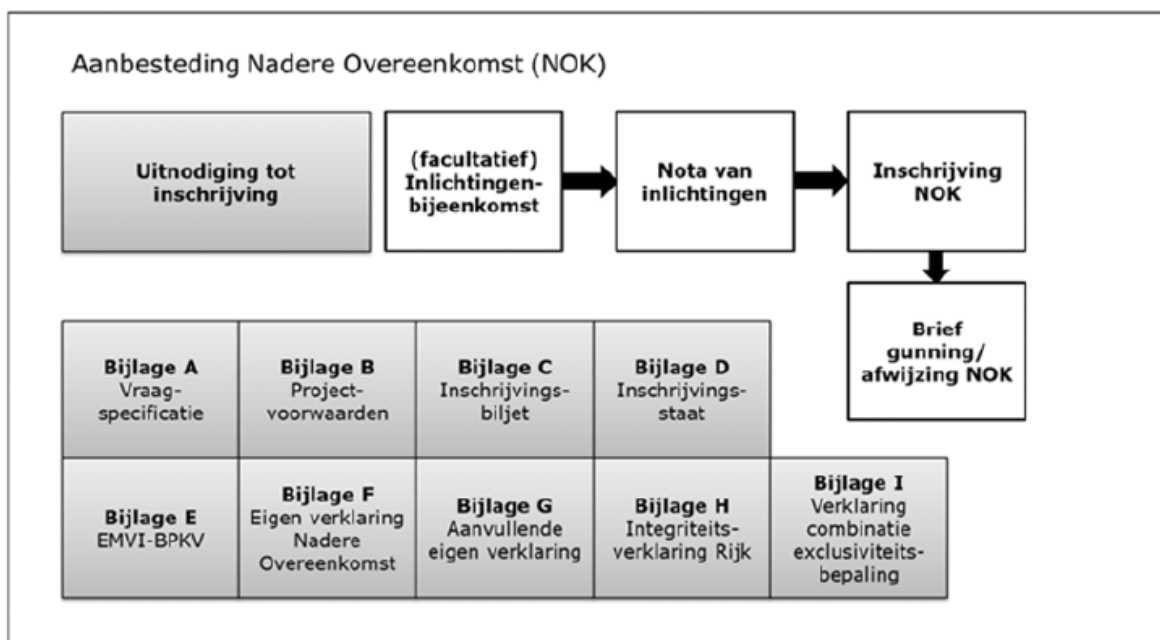 Aanbesteding Nadere Overeenkomst (NOK)
Uitnodiging tot
inschrijving
(facultatief)
Inlichtingen-
bijeenkomst
Nota van
inlichtingen
Inschrijving
NOK
Brief
gunning/
afwijzing NOK
Bijlage A
Vraag-
specificatie
Bijlage B
Project-
voorwaarden
Bijlage C
Inschrijvings-
biljet
Bijlage D
Inschrijvings-
staat
Bijlage E
EMVI-BPKV
Bijlage F
Eigen verklaring
Nadere
Overeenkomst
Bijlage G
Aanvullende
eigen verklaring
Bijlage H
Integriteits-
verklaring Rijk
Bijlage I
Verklaring
combinatie
exclusiviteits-
bepaling